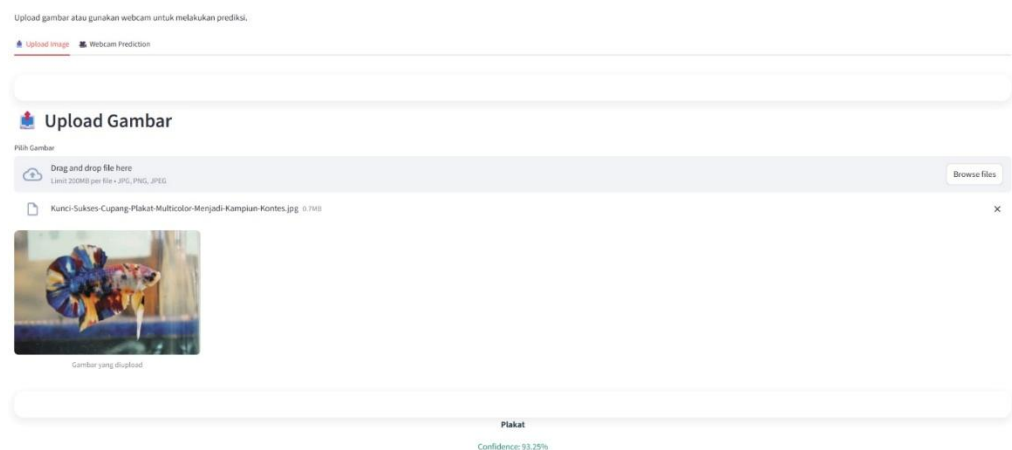 Upload gambar atau gunakan webcam untuk melakukan prediksi.
Upload Image Webcam Prediction
Upload Gambar
Pilih Gambar
Drag and drop file here
Limit 200MB per file • JPG, PNG, JPEG
Browse files
Kunci-Sukses-Cupang-Plakat-Multicolor-Menjadi-Kampiun-Kontes.jpg 6.7MB
Gambar yang diupload
Plakat
Confidence: 93.25%